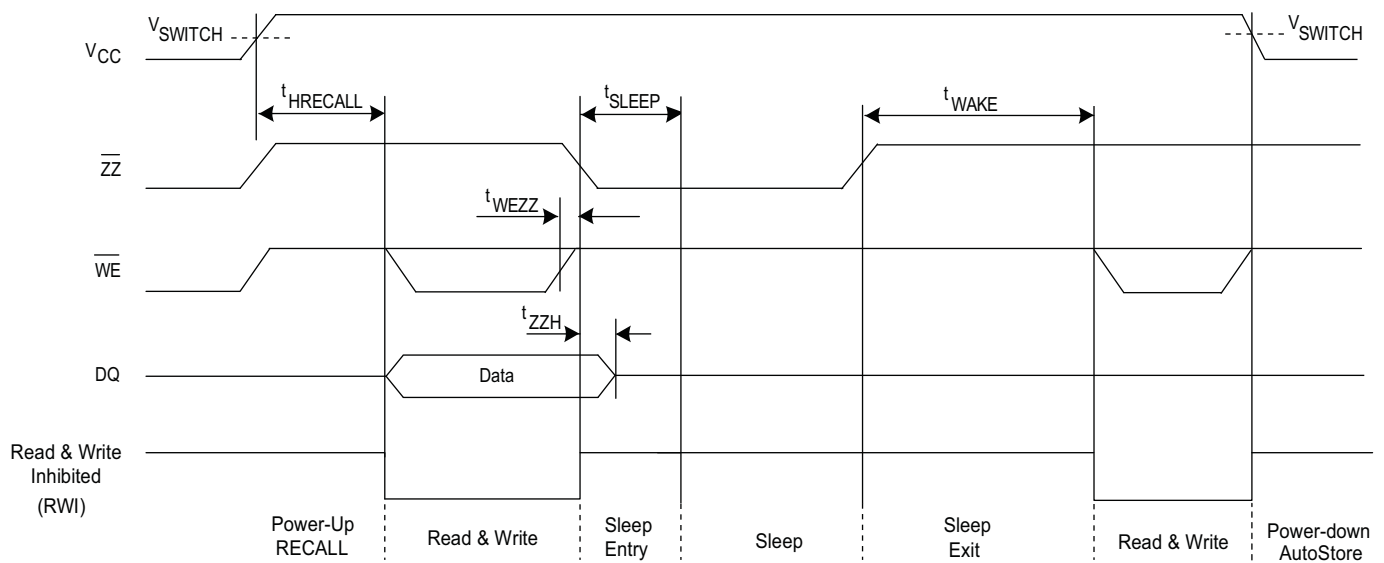 VSWITCH
VCC
VSWITCH
tHRECALL
tSLEEP
tWAKE
ZZ
tWEZZ
WE
tZZH
DQ
Data
Read & Write
Inhibited
(RWI)
Power-Up
RECALL
Read & Write
Sleep
Entry
Sleep
Sleep
Exit
Read & Write
Power-down
AutoStore